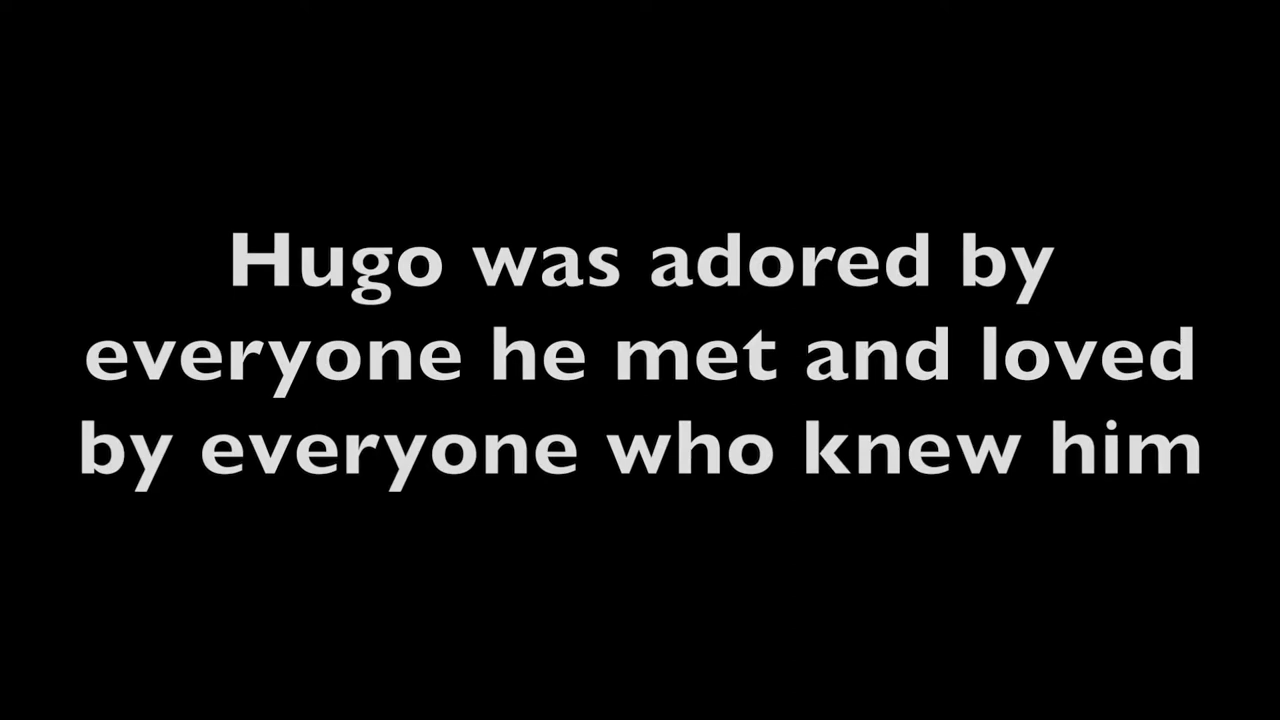 Hugo was adored by
everyone he met and loved
by everyone who knew him